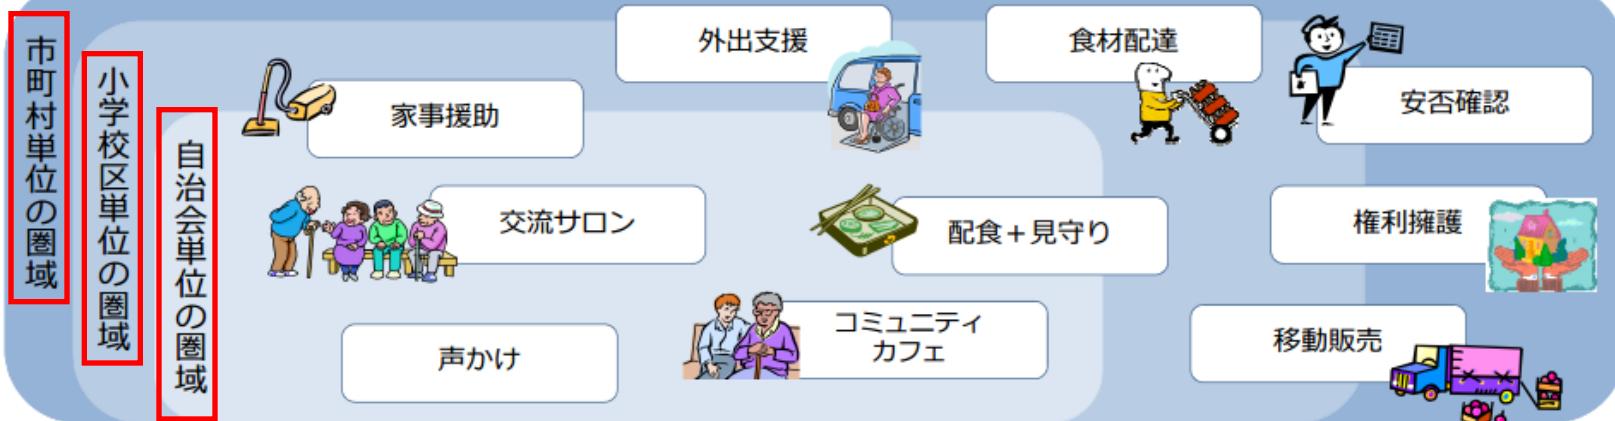 市町村単位の圏域
小学校区単位の圏域
自治会単位の圏域
外出支援
食材配達
家事援助
安否確認
交流サロン
配食＋見守り
権利擁護
声かけ
コミュニティ
カフェ
移動販売